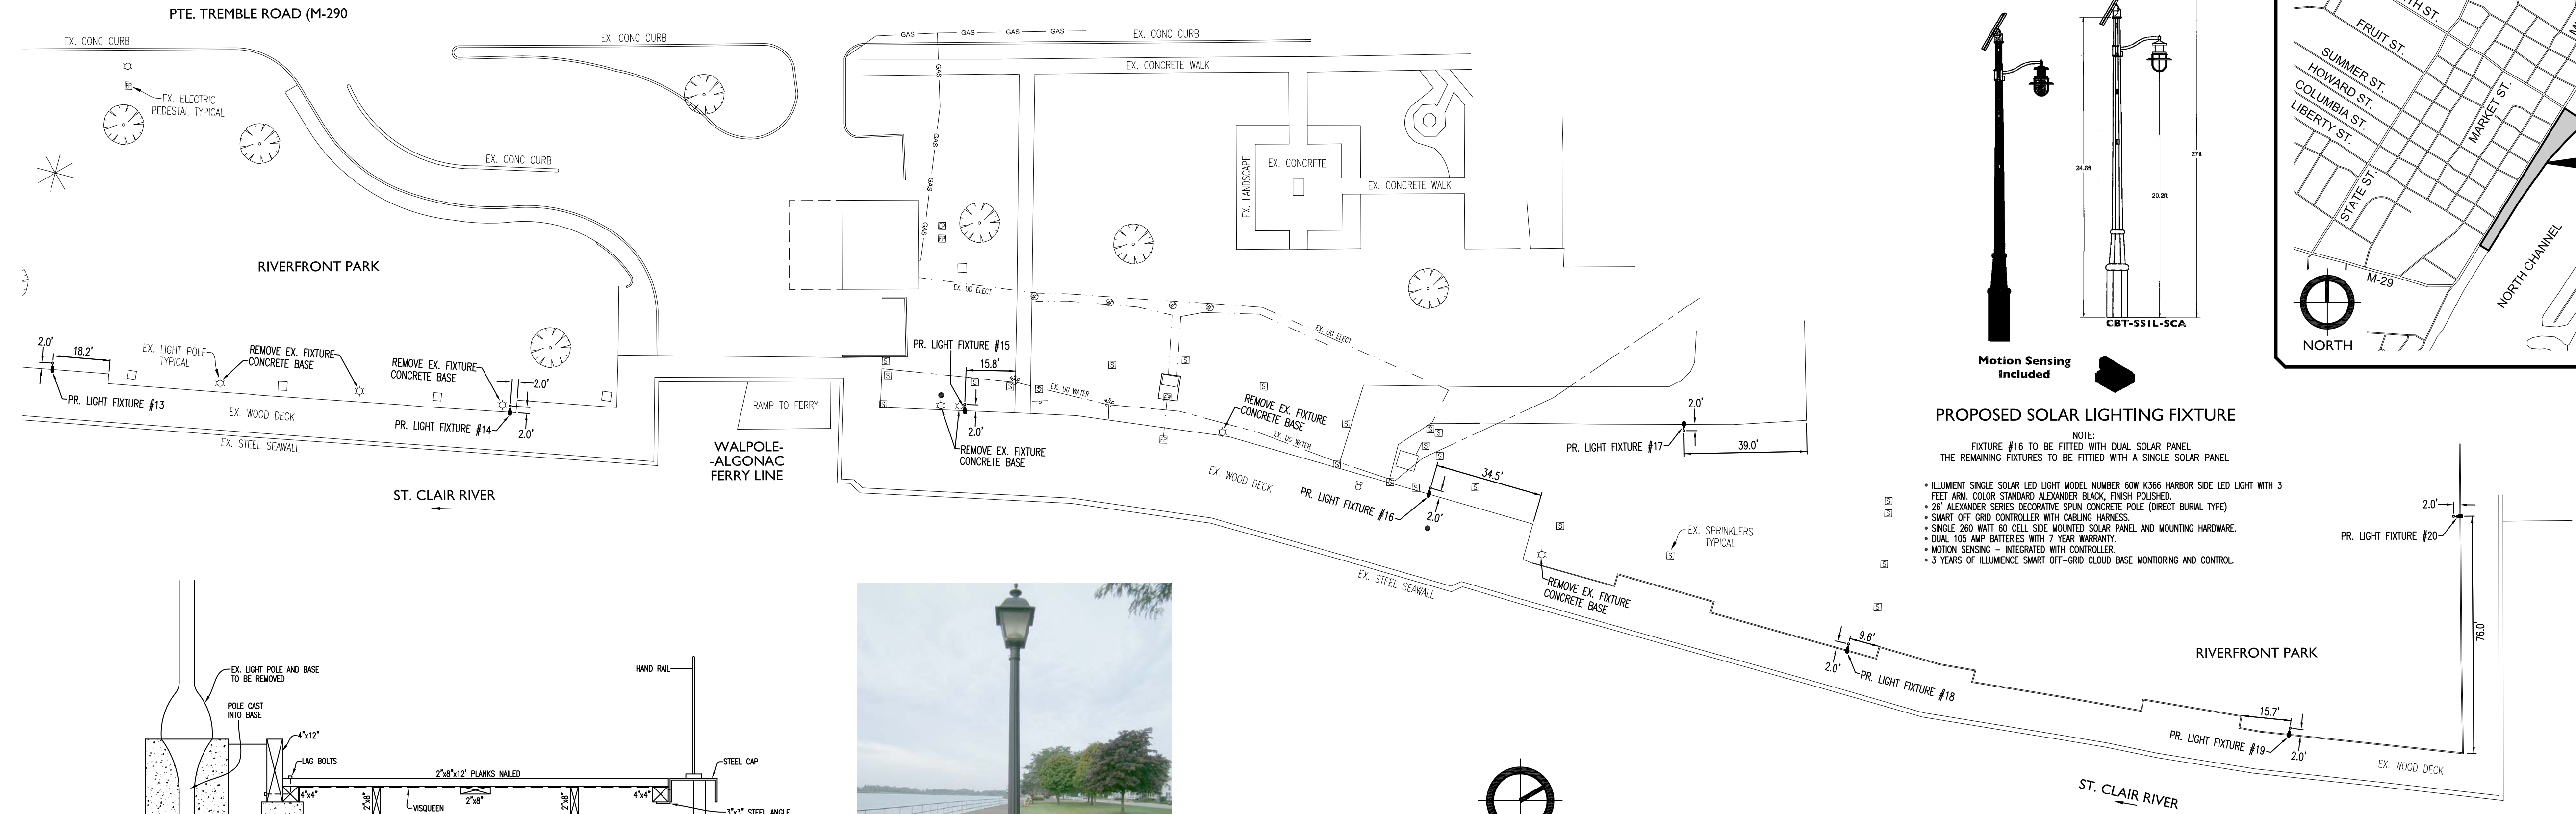 PTE. TREMBLE ROAD (M-290
EX. CONC CURB
EX. CONC CURB
GAS
GAS
GAS
GAS
EX. CONC CURB
EX. CONCRETE WALK
GAS
GAS
GAS
GAS
EP
EX. ELECTRIC
PEDESTAL TYPICAL
EX. CONC CURB
EX. LANDSCAPE
EX. CONCRETE
EX. CONCRETE WALK
RIVERFRONT PARK
EP
EP
EX. UG ELECT
EX. UG ELECT
2.0'
18.2'
EX. LIGHT POLE
TYPICAL
REMOVE EX. FIXTURE
CONCRETE BASE
REMOVE EX. FIXTURE
CONCRETE BASE
2.0'
PR. LIGHT FIXTURE #13
EX. WOOD DECK
PR. LIGHT FIXTURE #14
2.0'
EX. STEEL SEAWALL
ST. CLAIR RIVER
RAMP TO FERRY
WALPOLE-
-ALGONAC
FERRY LINE
PR. LIGHT FIXTURE #15
15.8'
2.0'
REMOVE EX. FIXTURE
CONCRETE BASE
EX. UG WATER
EX. UG WATER
REMOVE EX. FIXTURE
CONCRETE BASE
EX. WOOD DECK
PR. LIGHT FIXTURE #16
2.0'
34.5'
PR. LIGHT FIXTURE #17
2.0'
39.0'
EX. SPRINKLERS
TYPICAL
EX. STEEL SEAWALL
REMOVE EX. FIXTURE
CONCRETE BASE
9.6'
2.0'
PR. LIGHT FIXTURE #18
15.7'
PR. LIGHT FIXTURE #19
2.0'
EX. WOOD DECK
ST. CLAIR RIVER
RIVERFRONT PARK
2.0'
PR. LIGHT FIXTURE #20
76.0'
24.0ft
20.2ft
27ft
CBT-SS1L-SCA
Motion Sensing
Included
PROPOSED SOLAR LIGHTING FIXTURE
NOTE:
FIXTURE #16 TO BE FITTED WITH DUAL SOLAR PANEL
THE REMAINING FIXTURES TO BE FITTED WITH A SINGLE SOLAR PANEL
• ILLUMIENT SINGLE SOLAR LED LIGHT MODEL NUMBER 60W K366 HARBOR SIDE LED LIGHT WITH 3
FEET ARM. COLOR STANDARD ALEXANDER BLACK, FINISH POLISHED.
• 26' ALEXANDER SERIES DECORATIVE SPUN CONCRETE POLE (DIRECT BURIAL TYPE)
• SMART OFF GRID CONTROLLER WITH CABLING HARNESS.
• SINGLE 260 WATT 60 CELL SIDE MOUNTED SOLAR PANEL AND MOUNTING HARDWARE.
• DUAL 105 AMP BATTERIES WITH 7 YEAR WARRANTY.
• MOTION SENSING – INTEGRATED WITH CONTROLLER.
• 3 YEARS OF ILLUMIENCE SMART OFF-GRID CLOUD BASE MONTIORING AND CONTROL.
FRUIT ST.
SUMMER ST.
HOWARD ST.
COLUMBIA ST.
LIBERTY ST.
MARKET ST.
STATE ST.
M-29
NORTH CHANNEL
NORTH
EX. LIGHT POLE AND BASE
TO BE REMOVED
POLE CAST
INTO BASE
4"x12"
LAG BOLTS
2"x8"x12' PLANKS NAILED
HAND RAIL
STEEL CAP
4"x4"
2"x8"
VISQUEEN
2"x8"
2"x8"
4"x4"
3"x3" STEEL ANGLE